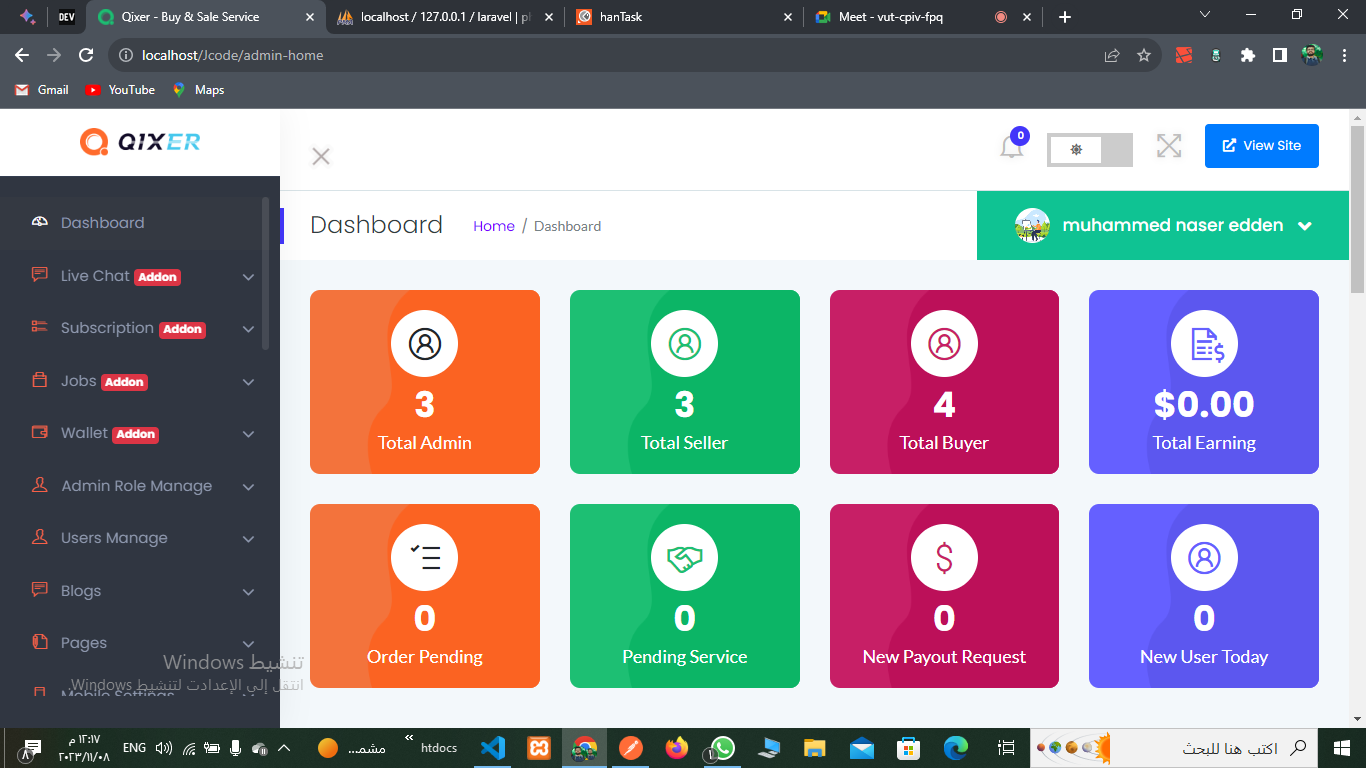 DEV
Qixer - Buy & Sale Service
localhost / 127.0.0.1 / laravel | pl
hanTask
Meet - vut-cpiv-fpq
localhost/Jcode/admin-home
Gmail
YouTube
Maps
QIXER
0
View Site
Dashboard
Home / Dashboard
muhammed naser edden
Dashboard
Live Chat Addon
Subscription Addon
Jobs Addon
Wallet Addon
Admin Role Manage
Users Manage
Blogs
Pages
Mobile Settings
3
Total Admin
3
Total Seller
4
Total Buyer
$0.00
Total Earning
0
Order Pending
0
Pending Service
0
New Payout Request
0
New User Today
تنشيط Windows
انتقل إلى الإعدادت لتنشيط Windows
١٢:١٧ م
٢٠٢٣/١١/٠٨
٨
ENG
مشمـ...
htdocs
١
اكتب هنا للبحث